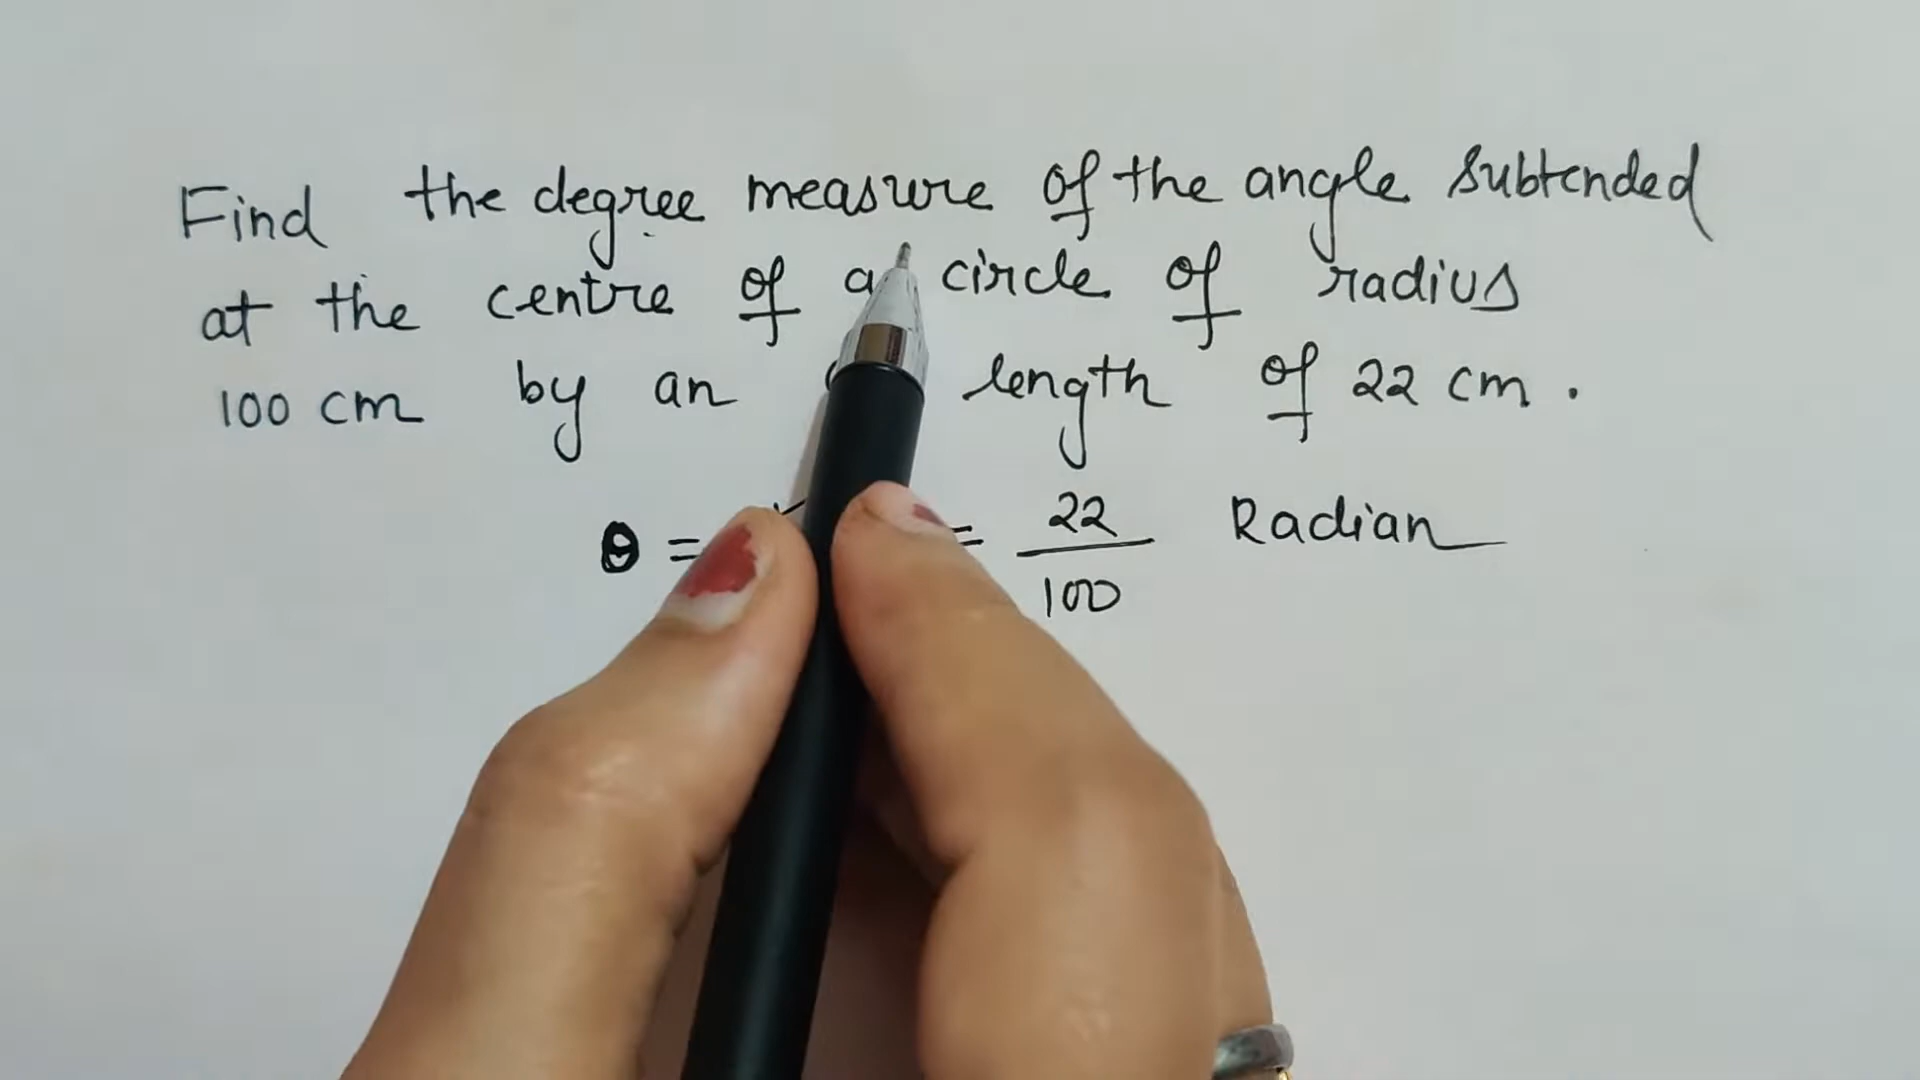 Find the degree measure of the angle subtended
at the centre of a circle of radius
100 cm by an length of 22 cm .
θ = = 22/100 Radian